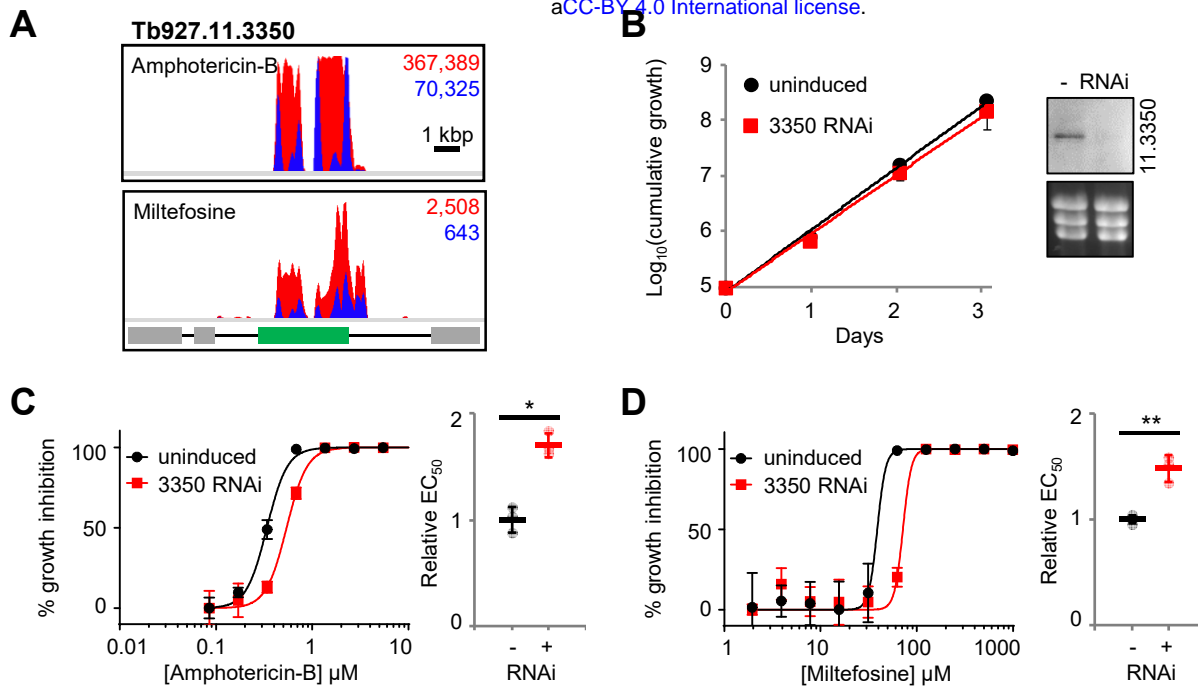 aCC-BY 4.0 International license.
A
Tb927.11.3350
Amphotericin-B
367,389
70,325
1 kbp
Miltefosine
2,508
643
B
Log10(cumulative growth)
9
8
7
6
5
uninduced
3350 RNAi
0 1 2 3
Days
- RNAi
11.3350
C
% growth inhibition
100
50
0
uninduced
3350 RNAi
0.01 0.1 1 10
[Amphotericin-B] µM
Relative EC50
2
1
0
*
- +
RNAi
D
% growth inhibition
100
50
0
uninduced
3350 RNAi
1 10 100 1000
[Miltefosine] µM
Relative EC50
2
1
0
**
- +
RNAi